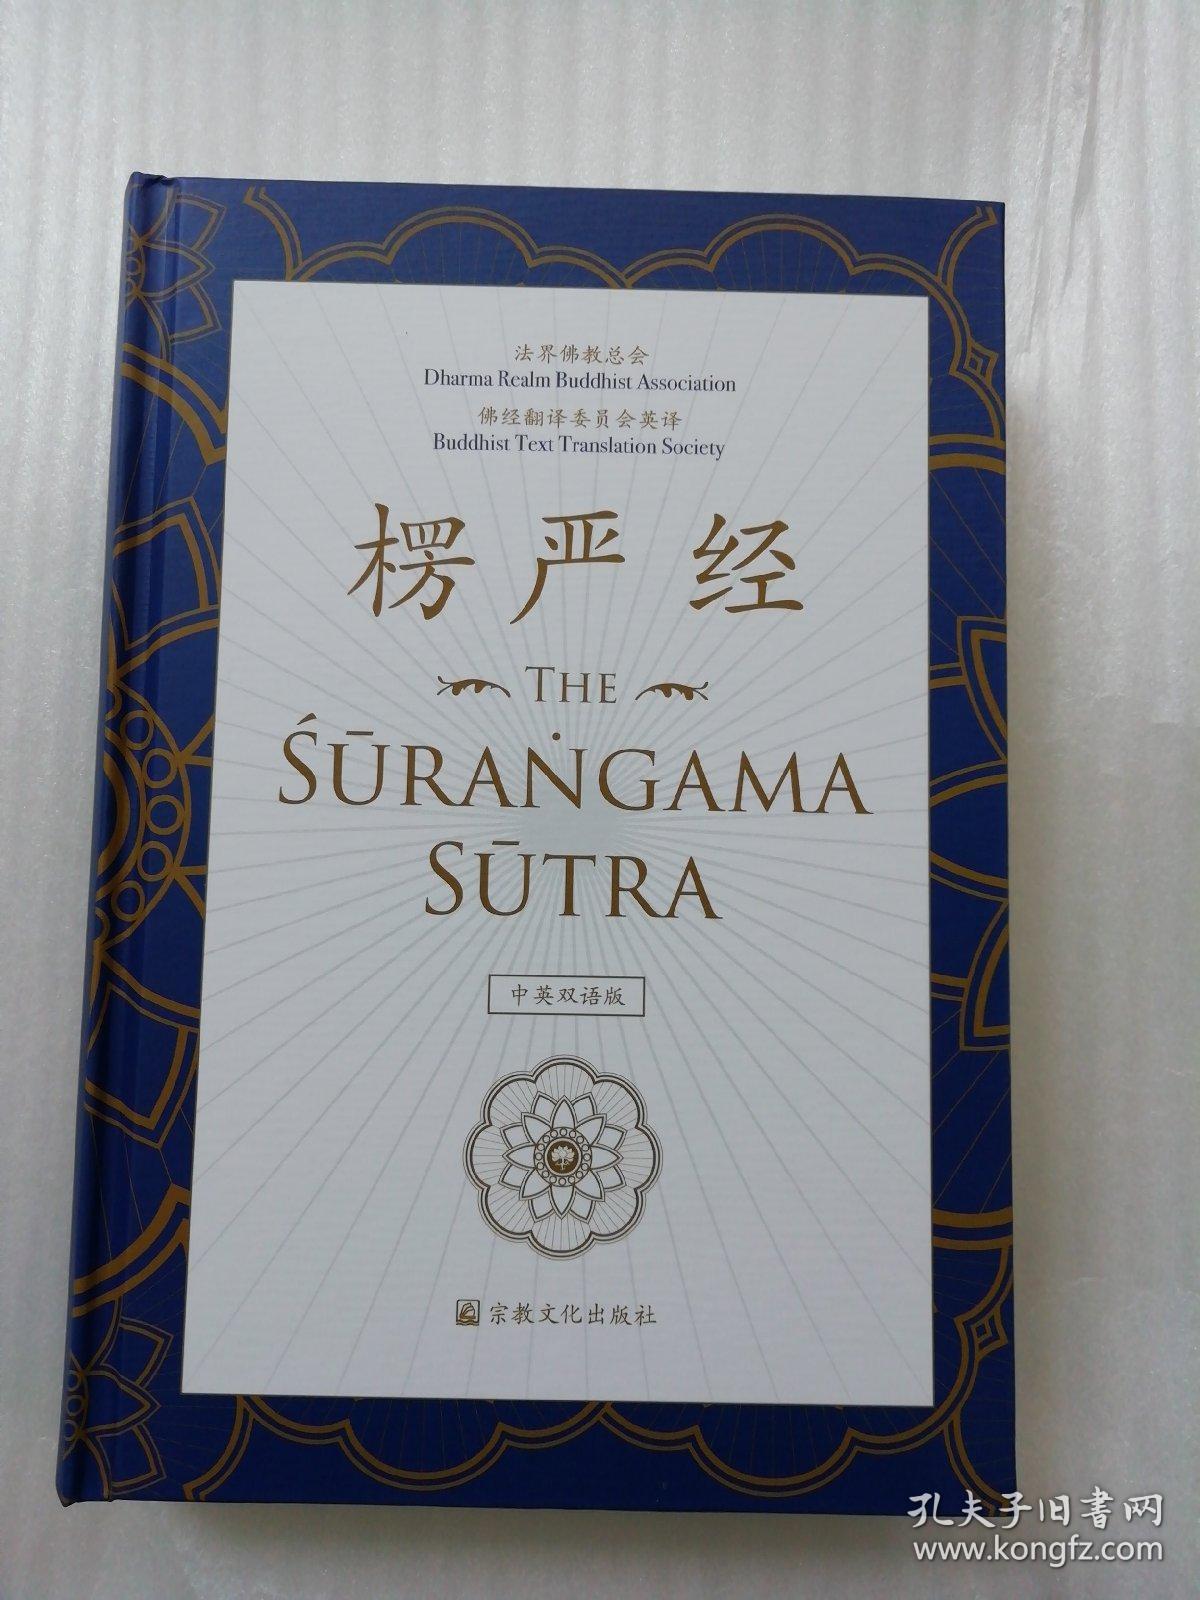 法界佛教总会
Dharma Realm Buddhist Association
佛经翻译委员会英译
Buddhist Text Translation Society
楞严经
THE
ŚŪRAṄGAMA
SŪTRA
中英双语版
宗教文化出版社
孔夫子旧书网
www.kongfz.com